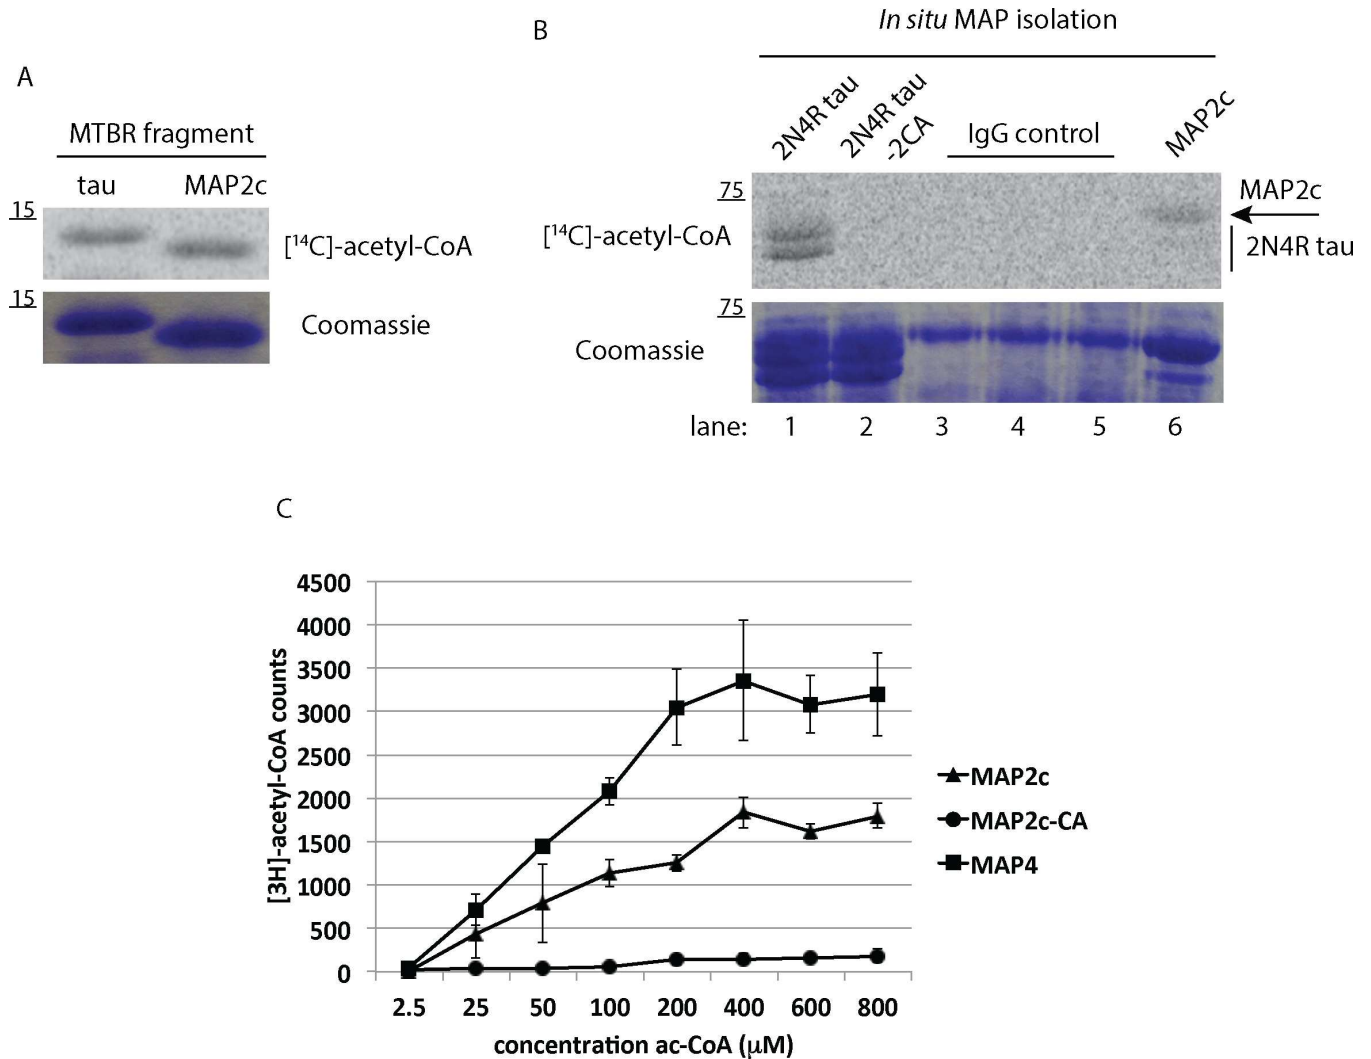 A
MTBR fragment
tau MAP2c
15
[¹⁴C]-acetyl-CoA
15
Coomassie
B
In situ MAP isolation
2N4R tau
2N4R tau
-2CA
IgG control
MAP2c
75
[¹⁴C]-acetyl-CoA
MAP2c
2N4R tau
75
Coomassie
lane: 1 2 3 4 5 6
C
4500
4000
3500
3000
2500
2000
1500
1000
500
0
[3H]-acetyl-CoA counts
2.5 25 50 100 200 400 600 800
concentration ac-CoA (μM)
MAP2c
MAP2c-CA
MAP4